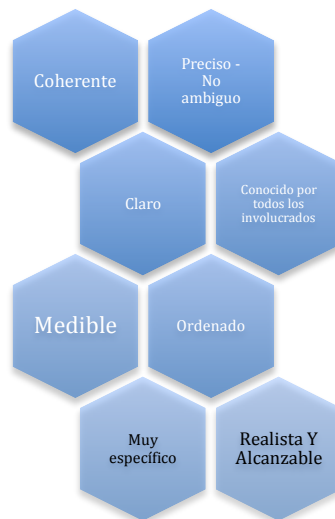 Coherente
Preciso -
No
ambiguo
Claro
Conocido por
todos los
involucrados
Medible
Ordenado
Muy
específico
Realista Y
Alcanzable